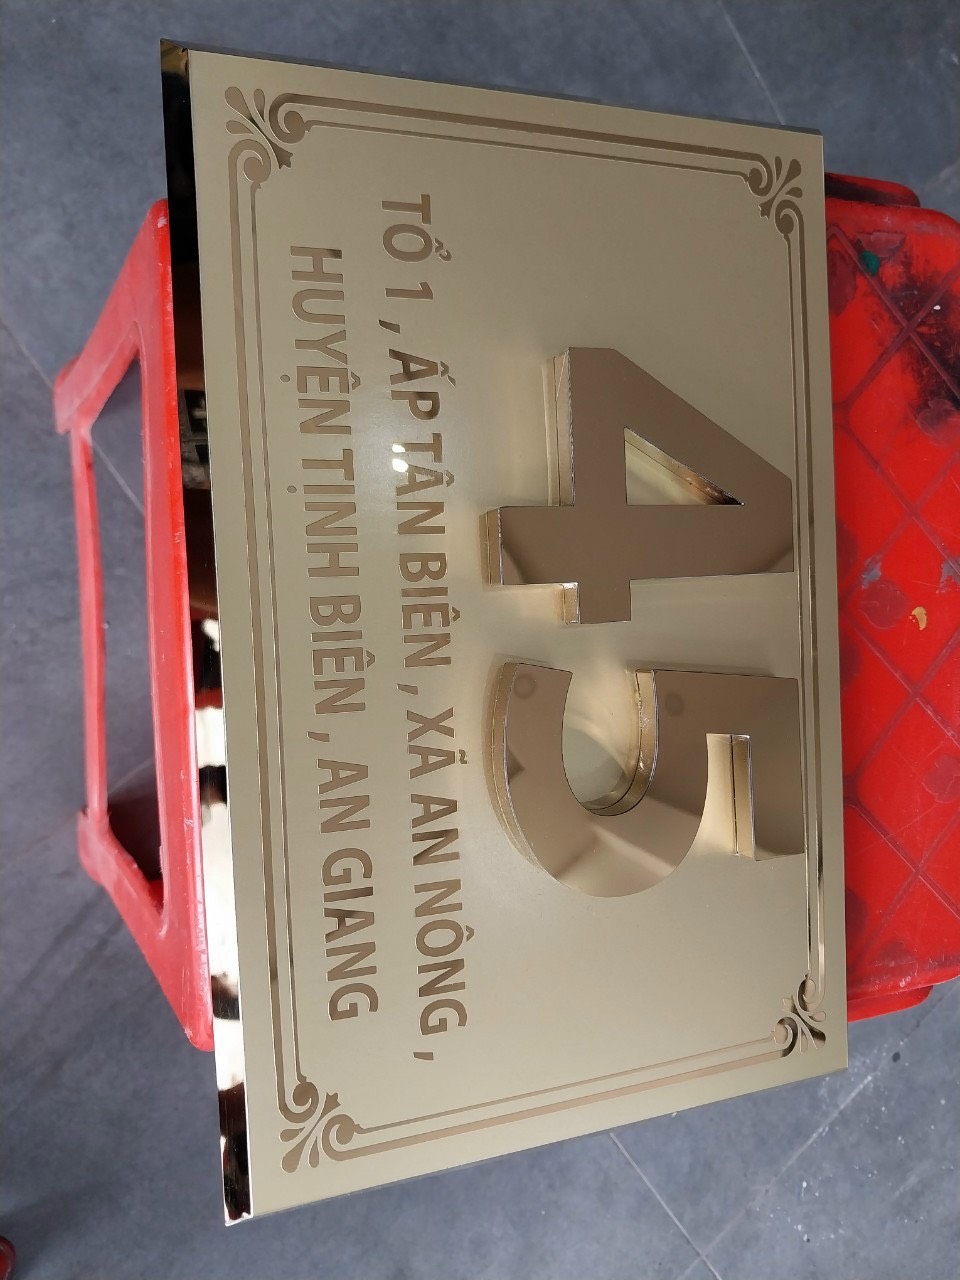 45
TỔ 1 , ẤP TÂN BIÊN , XÃ AN NÔNG ,
HUYỆN TỊNH BIÊN , AN GIANG